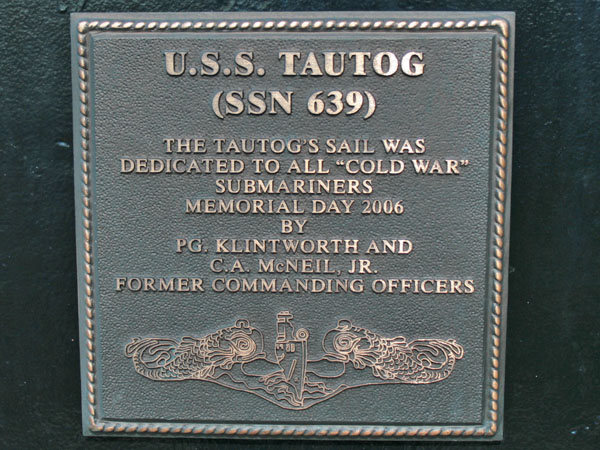 U.S.S. TAUTOG
(SSN 639)
THE TAUTOG'S SAIL WAS
DEDICATED TO ALL "COLD WAR"
SUBMARINERS
MEMORIAL DAY 2006
BY
PG. KLINTWORTH AND
C.A. McNEIL, JR.
FORMER COMMANDING OFFICERS